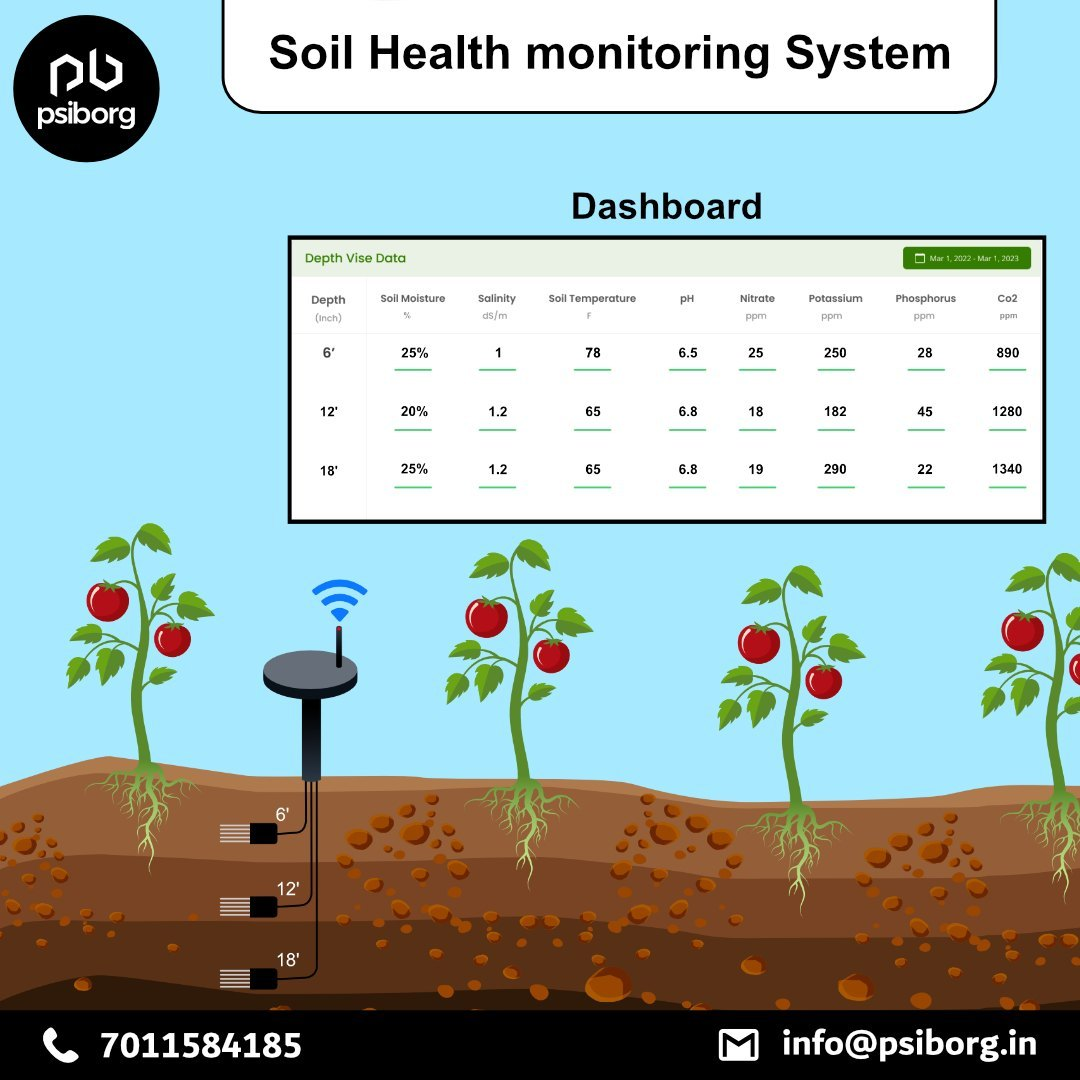 pb
psiborg
Soil Health monitoring System
Dashboard
Depth Vise Data
Mar 1, 2022 - Mar 1, 2023
Depth Soil Moisture Salinity Soil Temperature pH Nitrate Potassium Phosphorus Co2
(Inch) % dS/m F ppm ppm ppm ppm
6' 25% 1 78 6.5 25 250 28 890
12' 20% 1.2 65 6.8 18 182 45 1280
18' 25% 1.2 65 6.8 19 290 22 1340
6'
12'
18'
7011584185
info@psiborg.in